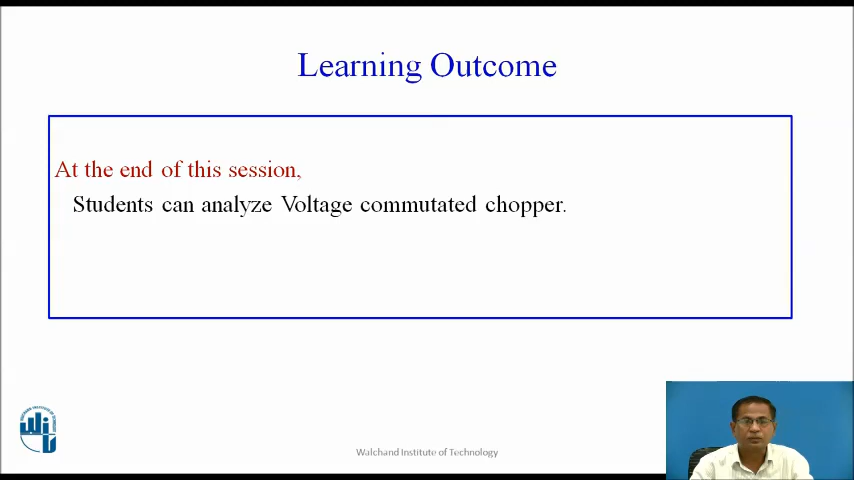 Learning Outcome
At the end of this session,
Students can analyze Voltage commutated chopper.
Walchand Institute of Technology